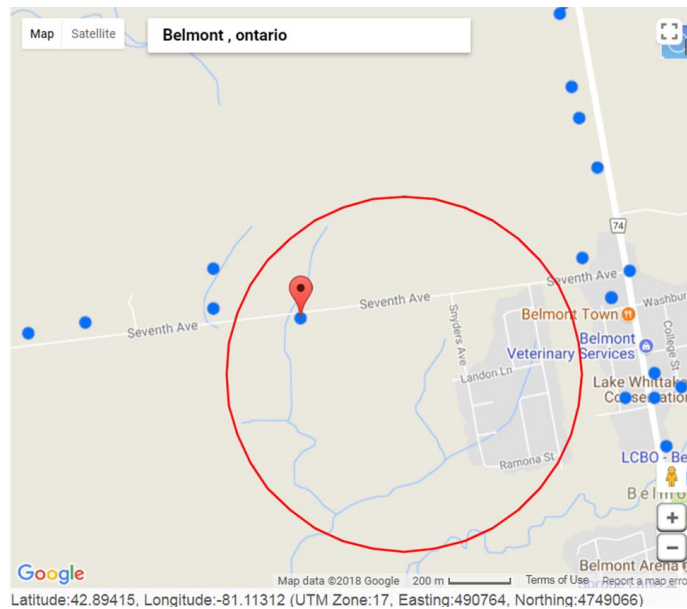 Map Satellite
Belmont , ontario
74
Seventh Ave
Seventh Ave
Seventh Ave
Belmont Town
Washbur
Snyders Ave
College St
Belmont
Veterinary Services
Landon Ln
Lake Whittak
Conservation
LCBO - Be
Ramona St
Belmo
+
−
Belmont Arena
Google
Map data ©2018 Google 200 m Terms of Use Report a map erro
Latitude:42.89415, Longitude:-81.11312 (UTM Zone:17, Easting:490764, Northing:4749066)